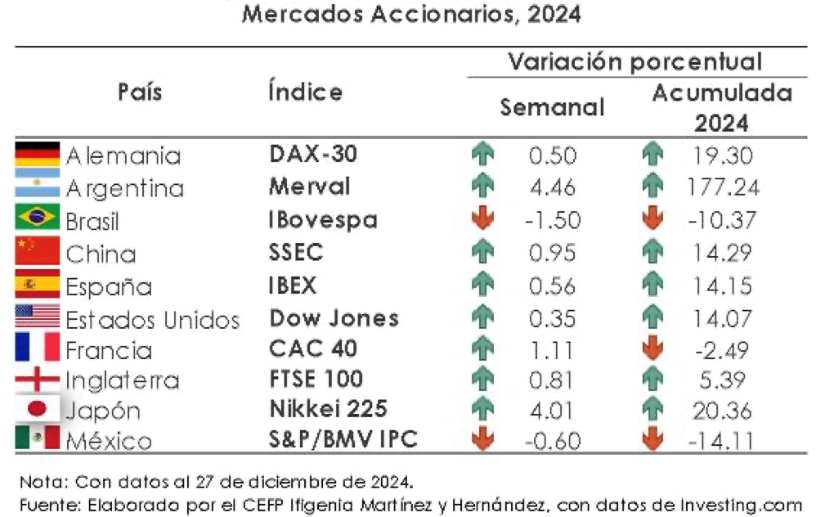 Mercados Accionarios, 2024
País Índice Variación porcentual
Semanal Acumulada 2024
Alemania DAX-30 0.50 19.30
Argentina Merval 4.46 177.24
Brasil IBovespa -1.50 -10.37
China SSEC 0.95 14.29
España IBEX 0.56 14.15
Estados Unidos Dow Jones 0.35 14.07
Francia CAC 40 1.11 -2.49
Inglaterra FTSE 100 0.81 5.39
Japón Nikkei 225 4.01 20.36
México S&P/BMV IPC -0.60 -14.11
Nota: Con datos al 27 de diciembre de 2024.
Fuente: Elaborado por el CEFP Ifigenia Martínez y Hernández, con datos de Investing.com